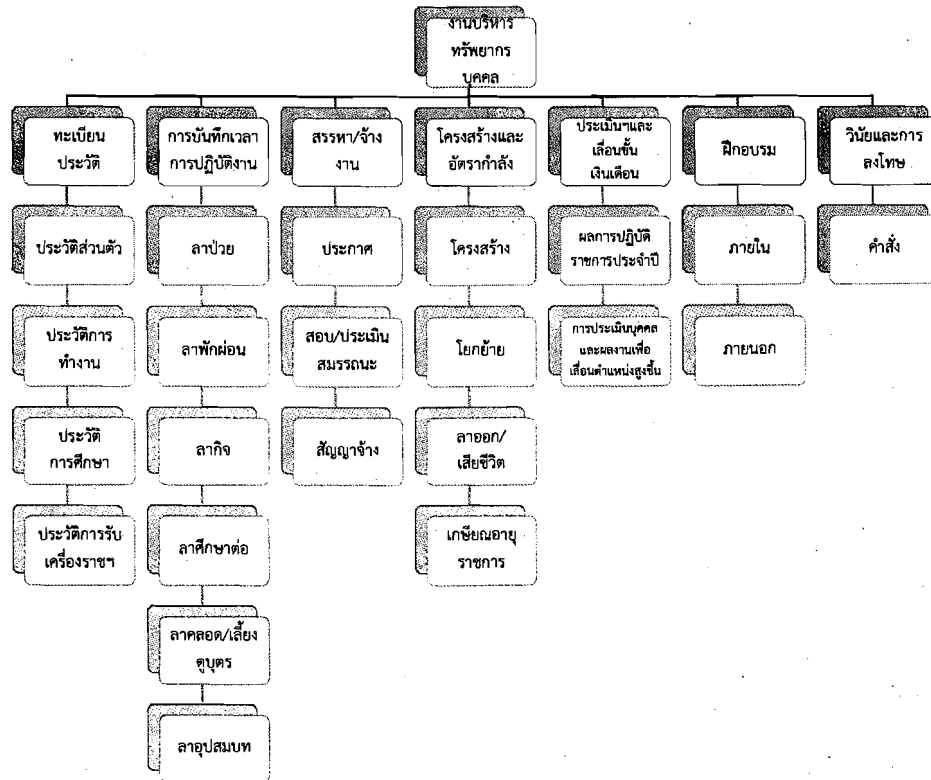 งานบริหาร
ทรัพยากร
บุคคล
ทะเบียน
ประวัติ
การบันทึกเวลา
การปฏิบัติงาน
สรรหา/จ้าง
งาน
โครงสร้างและ
อัตรากำลัง
ประเมินฯและ
เลื่อนขั้น
เงินเดือน
ฝึกอบรม
วินัยและการ
ลงโทษ
ประวัติส่วนตัว
ลาป่วย
ประกาศ
โครงสร้าง
ผลการปฏิบัติ
ราชการประจำปี
ภายใน
คำสั่ง
ประวัติการ
ทำงาน
ลาพักผ่อน
สอบ/ประเมิน
สมรรถนะ
โยกย้าย
การประเมินบุคคล
และผลงานเพื่อ
เลื่อนตำแหน่งสูงขึ้น
ภายนอก
ประวัติ
การศึกษา
ลากิจ
สัญญาจ้าง
ลาออก/
เสียชีวิต
ประวัติการรับ
เครื่องราชฯ
ลาศึกษาต่อ
เกษียณอายุ
ราชการ
ลาคลอด/เลี้ยง
ดูบุตร
ลาอุปสมบท